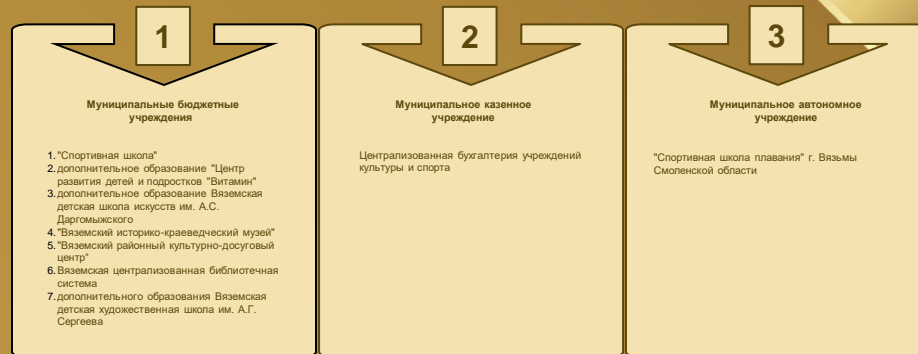 1
Муниципальные бюджетные
учреждения
1. "Спортивная школа"
2. дополнительное образование "Центр
развития детей и подростков "Витамин"
3. дополнительное образование Вяземская
детская школа искусств им. А.С.
Даргомыжского
4. "Вяземский историко-краеведческий музей"
5. "Вяземский районный культурно-досуговый
центр"
6. Вяземская централизованная библиотечная
система
7. дополнительного образования Вяземская
детская художественная школа им. А.Г.
Сергеева
2
Муниципальное казенное
учреждение
Централизованная бухгалтерия учреждений
культуры и спорта
3
Муниципальное автономное
учреждение
"Спортивная школа плавания" г. Вязьмы
Смоленской области